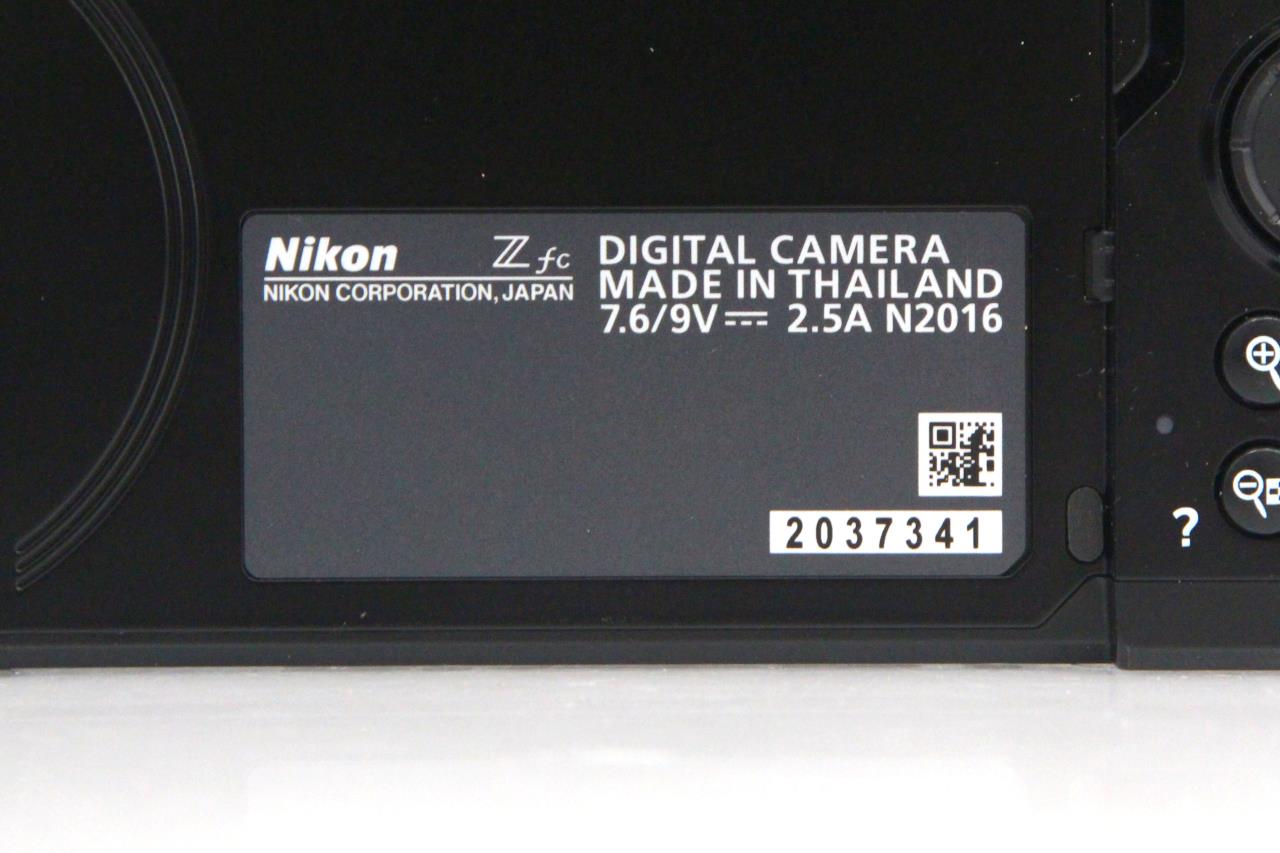 Nikon Z fc
NIKON CORPORATION, JAPAN
DIGITAL CAMERA
MADE IN THAILAND
7.6/9V⎓ 2.5A N2016
2037341
?